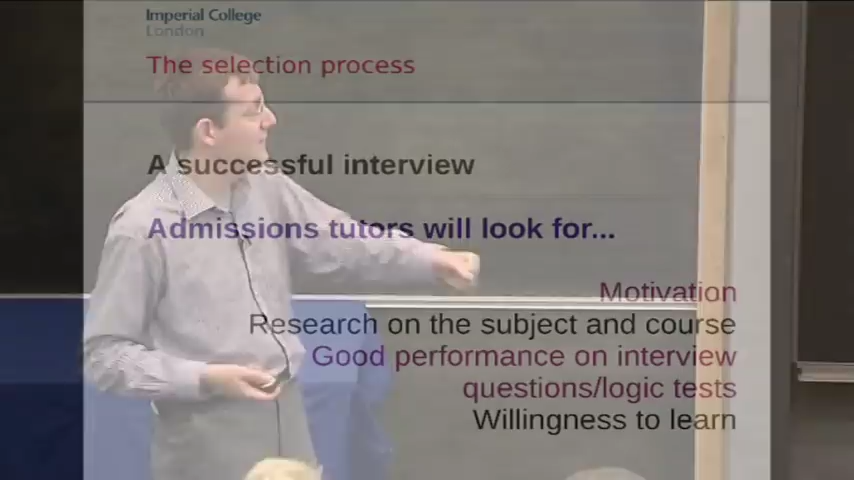 Imperial College
London
The selection process
A successful interview
Admissions tutors will look for...
Motivation
Research on the subject and course
Good performance on interview
questions/logic tests
Willingness to learn